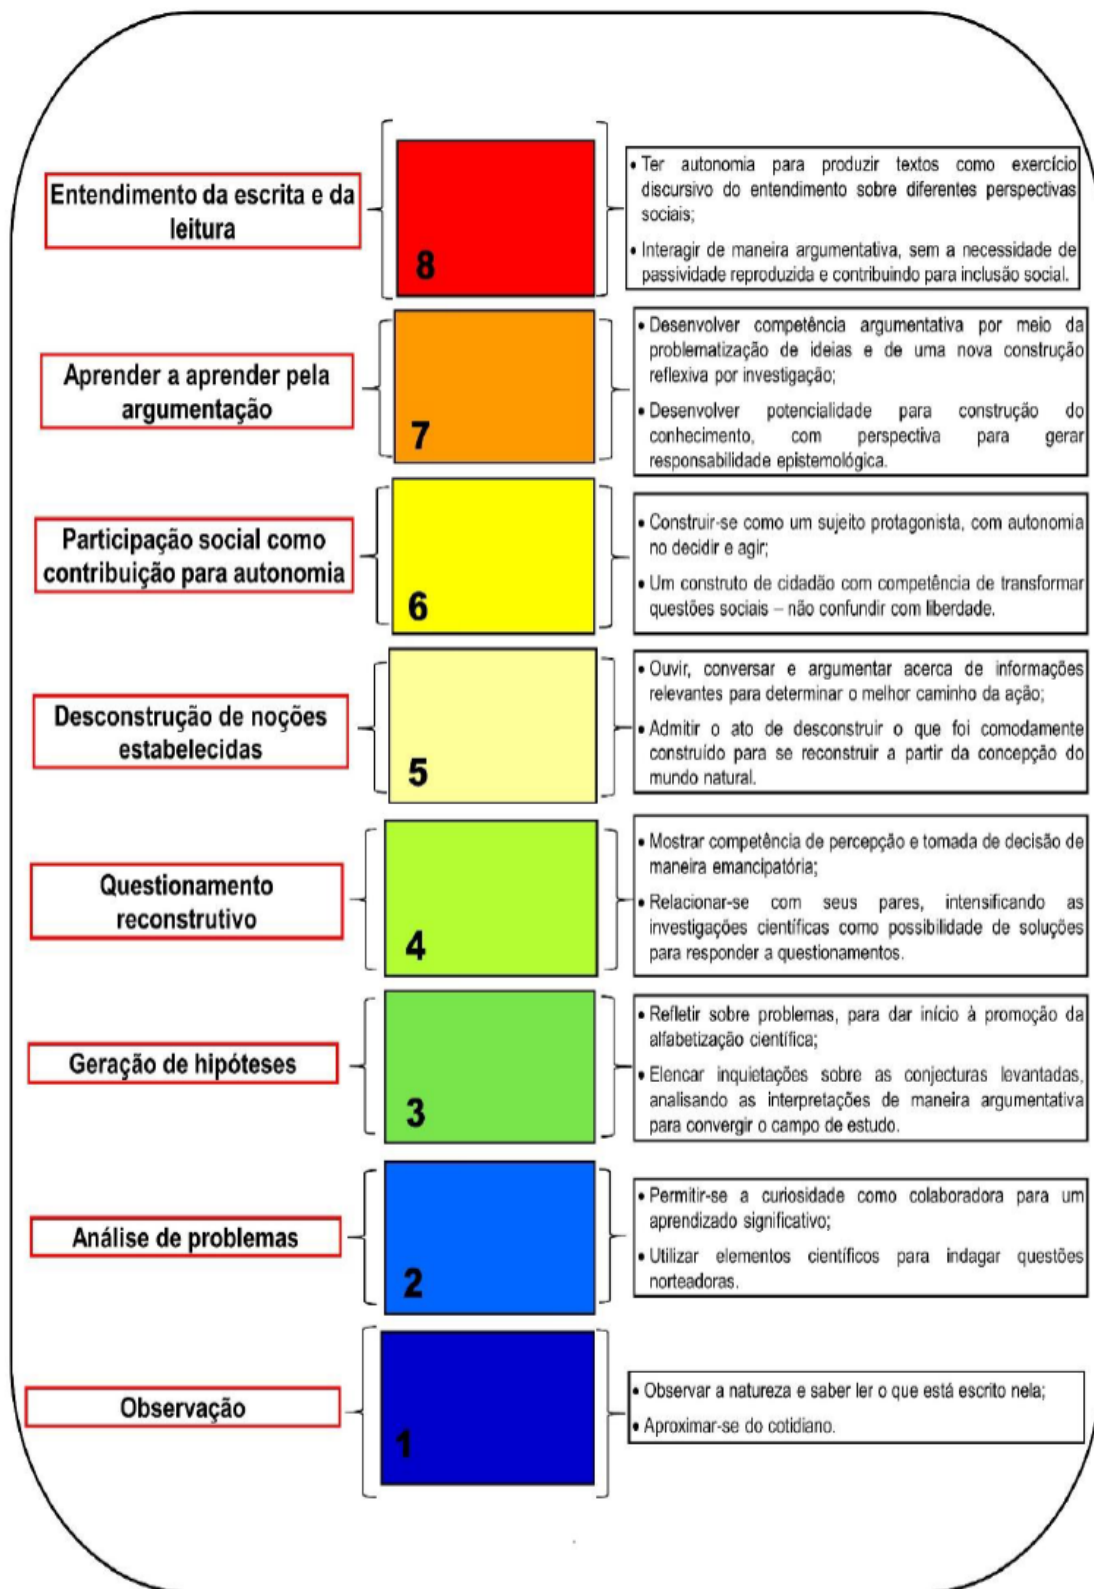 Entendimento da escrita e da
leitura
8
• Ter autonomia para produzir textos como exercício
discursivo do entendimento sobre diferentes perspectivas
sociais;
• Interagir de maneira argumentativa, sem a necessidade de
passividade reproduzida e contribuindo para inclusão social.
Aprender a aprender pela
argumentação
7
• Desenvolver competência argumentativa por meio da
problematização de ideias e de uma nova construção
reflexiva por investigação;
• Desenvolver potencialidade para construção do
conhecimento, com perspectiva para gerar
responsabilidade epistemológica.
Participação social como
contribuição para autonomia
6
• Construir-se como um sujeito protagonista, com autonomia
no decidir e agir;
• Um construto de cidadão com competência de transformar
questões sociais – não confundir com liberdade.
Desconstrução de noções
estabelecidas
5
• Ouvir, conversar e argumentar acerca de informações
relevantes para determinar o melhor caminho da ação;
• Admitir o ato de desconstruir o que foi comodamente
construído para se reconstruir a partir da concepção do
mundo natural.
Questionamento
reconstrutivo
4
• Mostrar competência de percepção e tomada de decisão de
maneira emancipatória;
• Relacionar-se com seus pares, intensificando as
investigações científicas como possibilidade de soluções
para responder a questionamentos.
Geração de hipóteses
3
• Refletir sobre problemas, para dar início à promoção da
alfabetização científica;
• Elencar inquietações sobre as conjecturas levantadas,
analisando as interpretações de maneira argumentativa
para convergir o campo de estudo.
Análise de problemas
2
• Permitir-se a curiosidade como colaboradora para um
aprendizado significativo;
• Utilizar elementos científicos para indagar questões
norteadoras.
Observação
1
• Observar a natureza e saber ler o que está escrito nela;
• Aproximar-se do cotidiano.